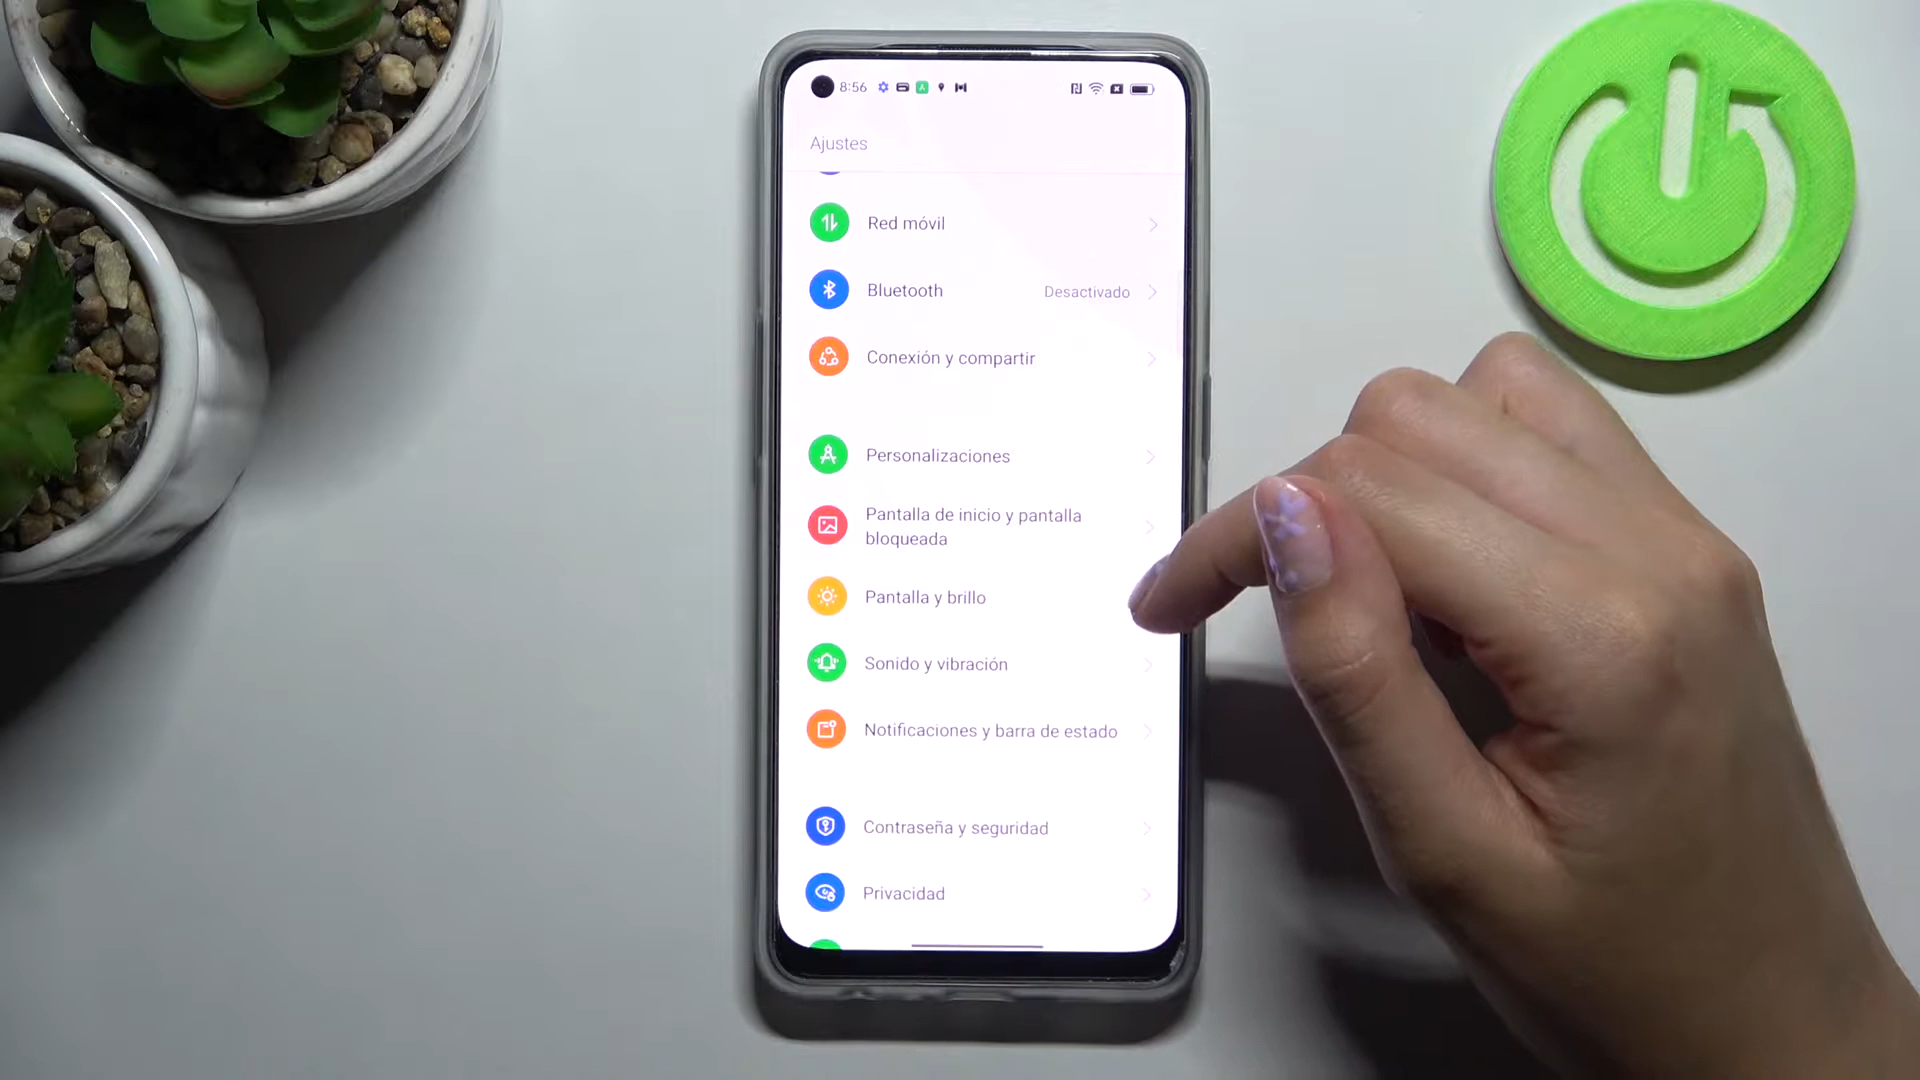 8:56
Ajustes
Red móvil
Bluetooth
Desactivado
Conexión y compartir
Personalizaciones
Pantalla de inicio y pantalla
bloqueada
Pantalla y brillo
Sonido y vibración
Notificaciones y barra de estado
Contraseña y seguridad
Privacidad